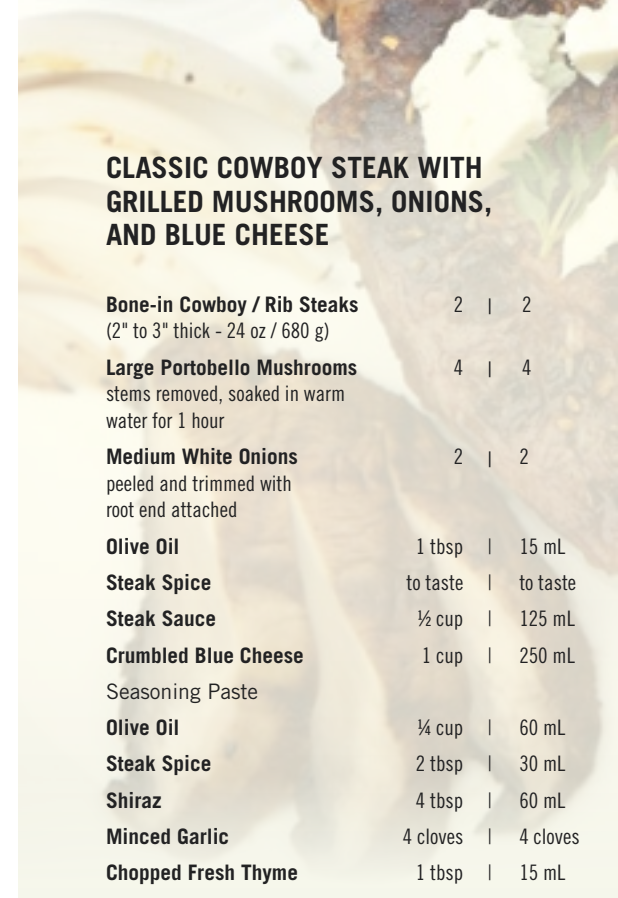 CLASSIC COWBOY STEAK WITH
GRILLED MUSHROOMS, ONIONS,
AND BLUE CHEESE
Bone-in Cowboy / Rib Steaks 2 | 2
(2" to 3" thick - 24 oz / 680 g)
Large Portobello Mushrooms 4 | 4
stems removed, soaked in warm
water for 1 hour
Medium White Onions 2 | 2
peeled and trimmed with
root end attached
Olive Oil 1 tbsp | 15 mL
Steak Spice to taste | to taste
Steak Sauce ½ cup | 125 mL
Crumbled Blue Cheese 1 cup | 250 mL
Seasoning Paste
Olive Oil ¼ cup | 60 mL
Steak Spice 2 tbsp | 30 mL
Shiraz 4 tbsp | 60 mL
Minced Garlic 4 cloves | 4 cloves
Chopped Fresh Thyme 1 tbsp | 15 mL